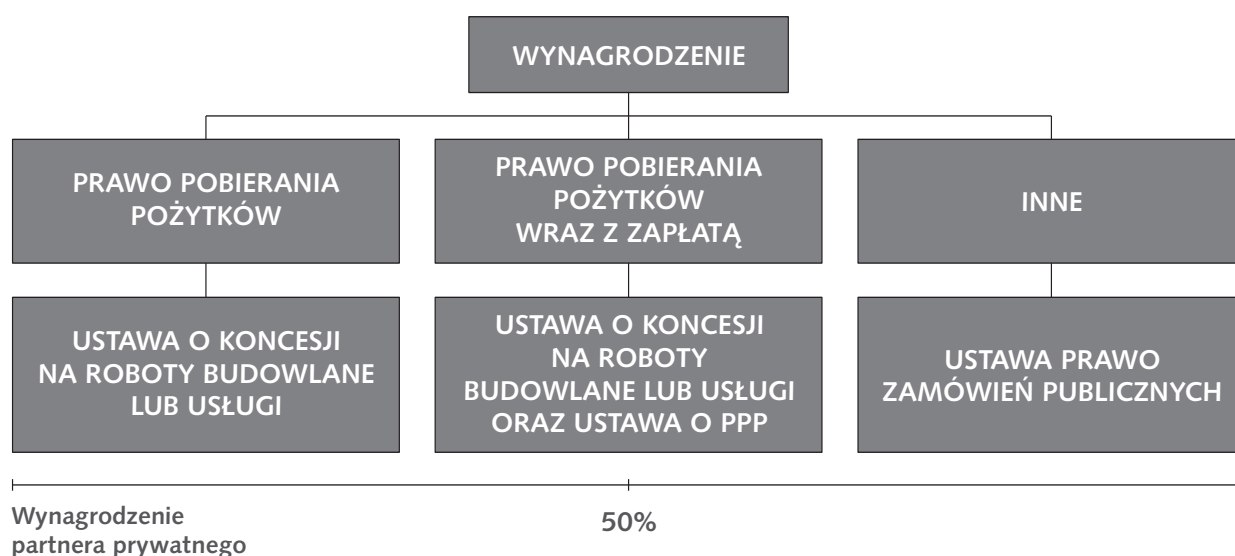 WYNAGRODZENIE
PRAWO POBIERANIA
POŻYTKÓW
PRAWO POBIERANIA
POŻYTKÓW
WRAZ Z ZAPŁATĄ
INNE
USTAWA O KONCESJI
NA ROBOTY BUDOWLANE
LUB USŁUGI
USTAWA O KONCESJI
NA ROBOTY
BUDOWLANE LUB USŁUGI
ORAZ USTAWA O PPP
USTAWA PRAWO
ZAMÓWIEŃ PUBLICZNYCH
Wynagrodzenie
partnera prywatnego
50%